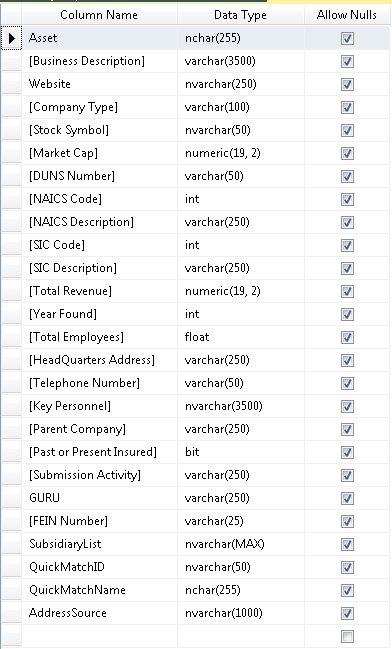 Column Name Data Type Allow Nulls
Asset nchar(255)
[Business Description] varchar(3500)
Website nvarchar(250)
[Company Type] varchar(100)
[Stock Symbol] nvarchar(50)
[Market Cap] numeric(19, 2)
[DUNS Number] varchar(50)
[NAICS Code] int
[NAICS Description] varchar(250)
[SIC Code] int
[SIC Description] varchar(250)
[Total Revenue] numeric(19, 2)
[Year Found] int
[Total Employees] float
[HeadQuarters Address] varchar(250)
[Telephone Number] varchar(50)
[Key Personnel] nvarchar(3500)
[Parent Company] varchar(250)
[Past or Present Insured] bit
[Submission Activity] varchar(250)
GURU varchar(250)
[FEIN Number] varchar(25)
SubsidiaryList nvarchar(MAX)
QuickMatchID nvarchar(50)
QuickMatchName nchar(255)
AddressSource nvarchar(1000)